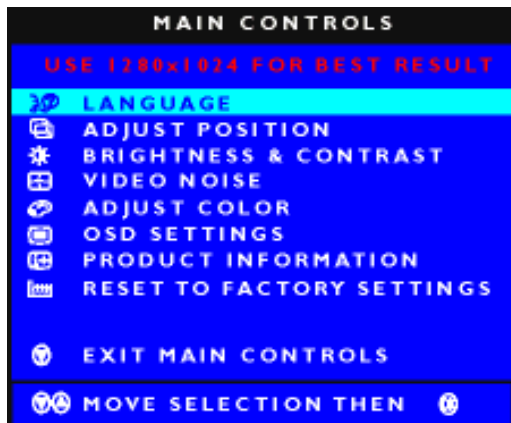 MAIN CONTROLS
USE 1280x1024 FOR BEST RESULT
LANGUAGE
ADJUST POSITION
BRIGHTNESS & CONTRAST
VIDEO NOISE
ADJUST COLOR
OSD SETTINGS
PRODUCT INFORMATION
RESET TO FACTORY SETTINGS
EXIT MAIN CONTROLS
MOVE SELECTION THEN